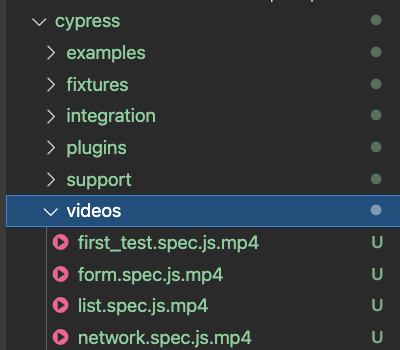 cypress
examples
fixtures
integration
plugins
support
videos
first_test.spec.js.mp4 U
form.spec.js.mp4 U
list.spec.js.mp4 U
network.spec.js.mp4 U